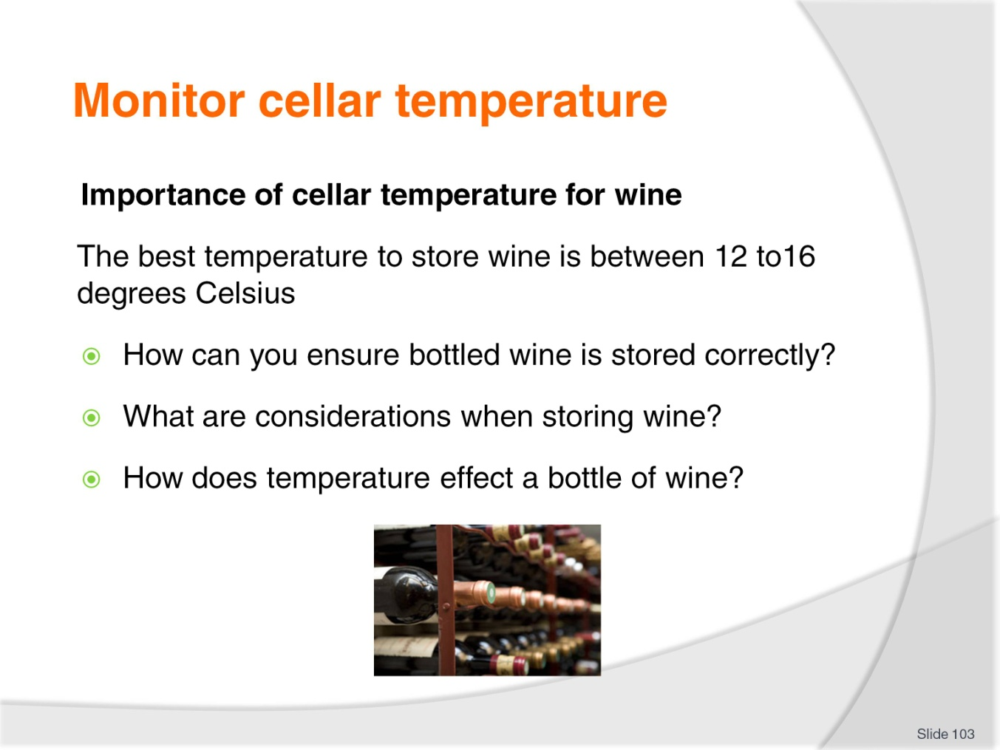 Monitor cellar temperature
Importance of cellar temperature for wine
The best temperature to store wine is between 12 to16
degrees Celsius
How can you ensure bottled wine is stored correctly?
What are considerations when storing wine?
How does temperature effect a bottle of wine?
Slide 103